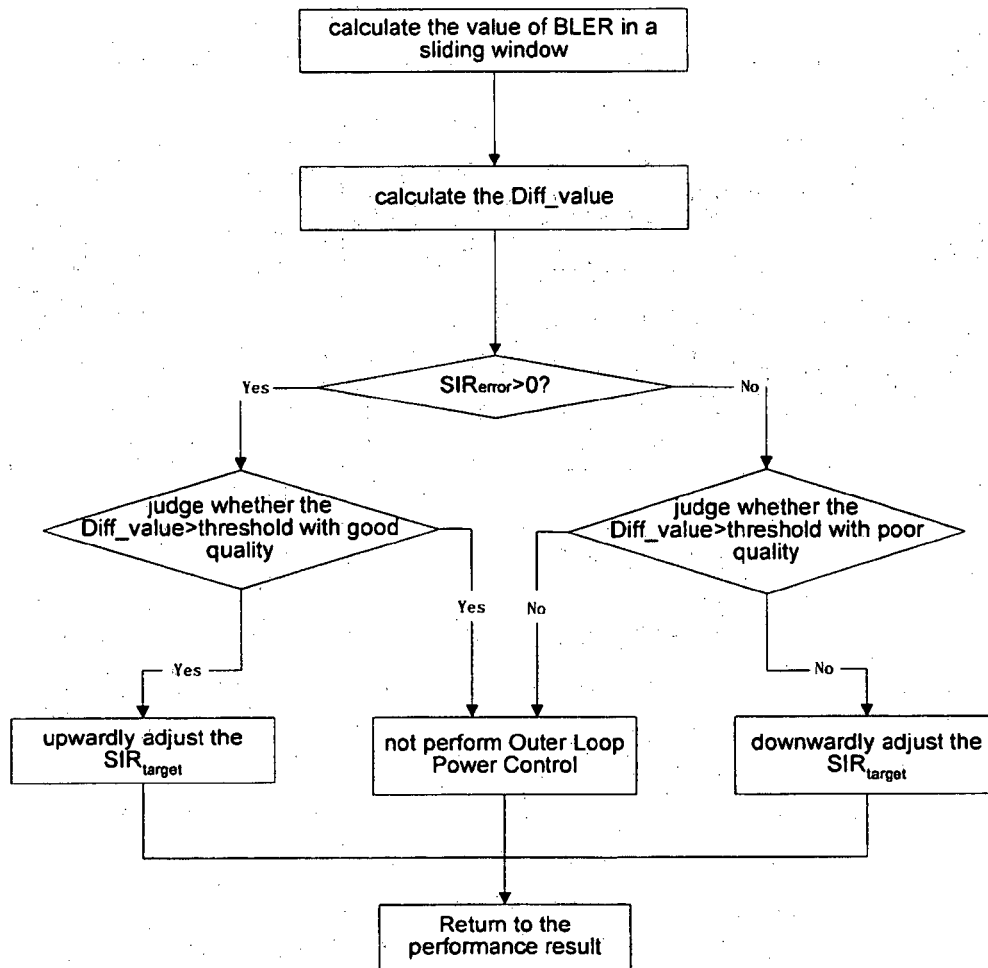 calculate the value of BLER in a
sliding window
calculate the Diff_value
SIRerror>0?
Yes
No
judge whether the
Diff_value>threshold with good
quality
judge whether the
Diff_value>threshold with poor
quality
Yes
No
Yes
No
upwardly adjust the
SIRtarget
not perform Outer Loop
Power Control
downwardly adjust the
SIRtarget
Return to the
performance result